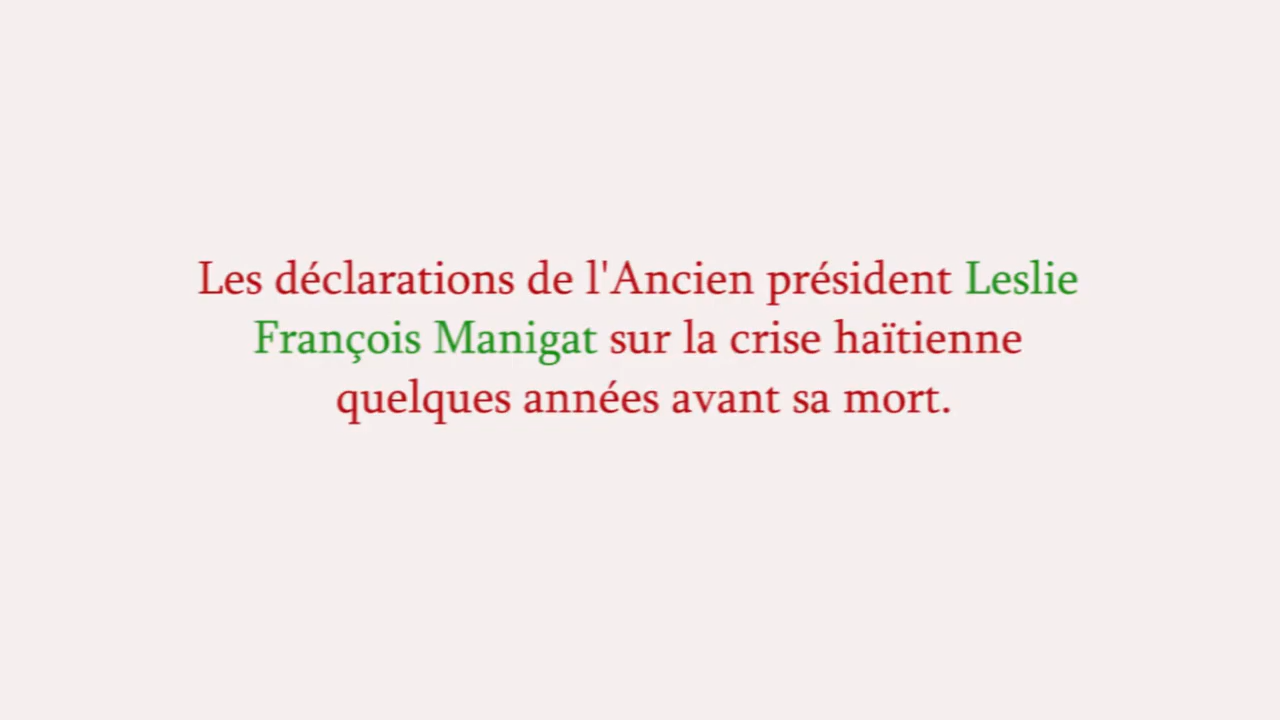 Les déclarations de l'Ancien président Leslie
François Manigat sur la crise haïtienne
quelques années avant sa mort.